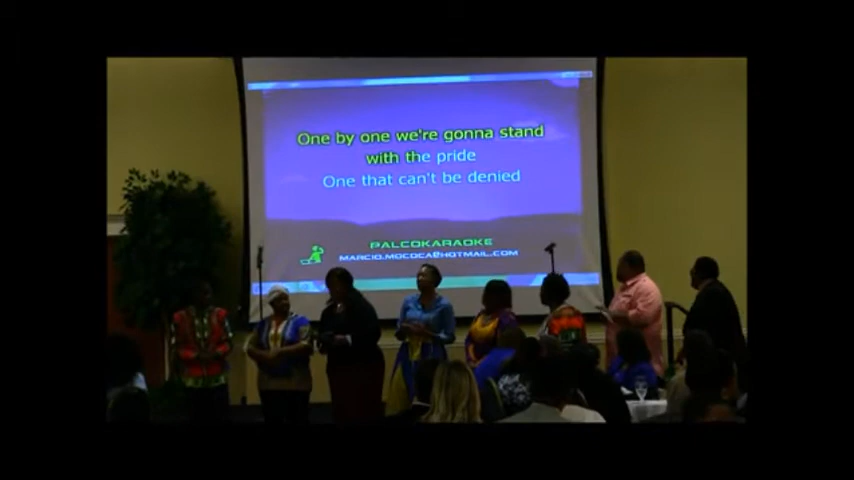 One by one we're gonna stand
with the pride
One that can't be denied
PALCOKARAOKE
MARCIO.MOCOCA@HOTMAIL.COM